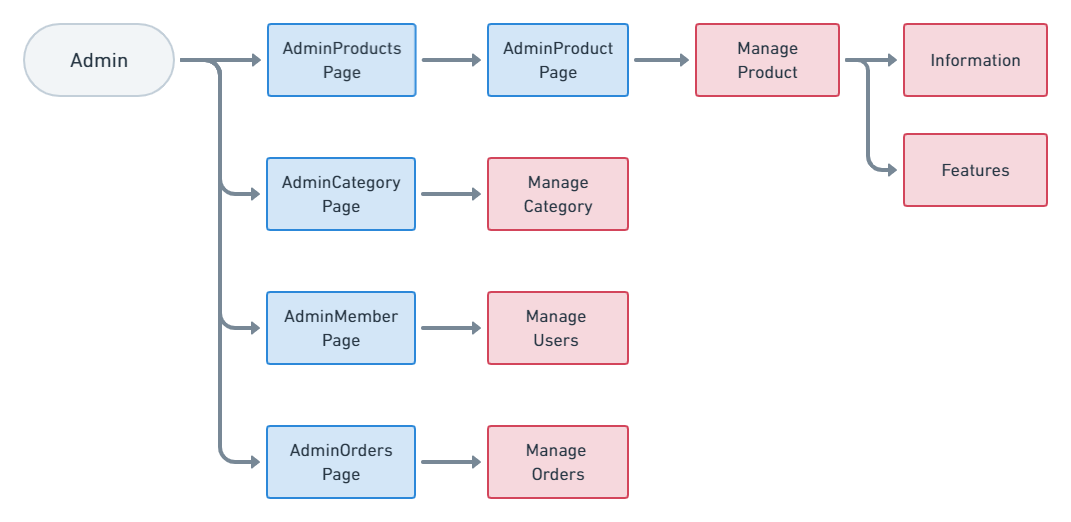 Admin
AdminProducts
Page
AdminProduct
Page
Manage
Product
Information
Features
AdminCategory
Page
Manage
Category
AdminMember
Page
Manage
Users
AdminOrders
Page
Manage
Orders